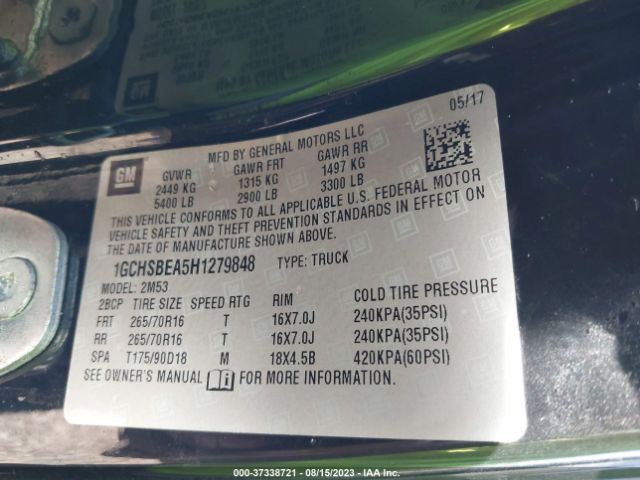 05/17
MFD BY GENERAL MOTORS LLC
GM
GVWR GAWR FRT GAWR RR
2449 KG 1315 KG 1497 KG
5400 LB 2900 LB 3300 LB
THIS VEHICLE CONFORMS TO ALL APPLICABLE U.S. FEDERAL MOTOR
VEHICLE SAFETY AND THEFT PREVENTION STANDARDS IN EFFECT ON
THE DATE OF MANUFACTURE SHOWN ABOVE.
1GCHSBEA5H1279848 TYPE: TRUCK
MODEL: 2M53
2BCP TIRE SIZE SPEED RTG RIM COLD TIRE PRESSURE
FRT 265/70R16 T 16X7.0J 240KPA(35PSI)
RR 265/70R16 T 16X7.0J 240KPA(35PSI)
SPA T175/90D18 M 18X4.5B 420KPA(60PSI)
SEE OWNER'S MANUAL FOR MORE INFORMATION.
000-37338721 - 08/15/2023 - IAA Inc.